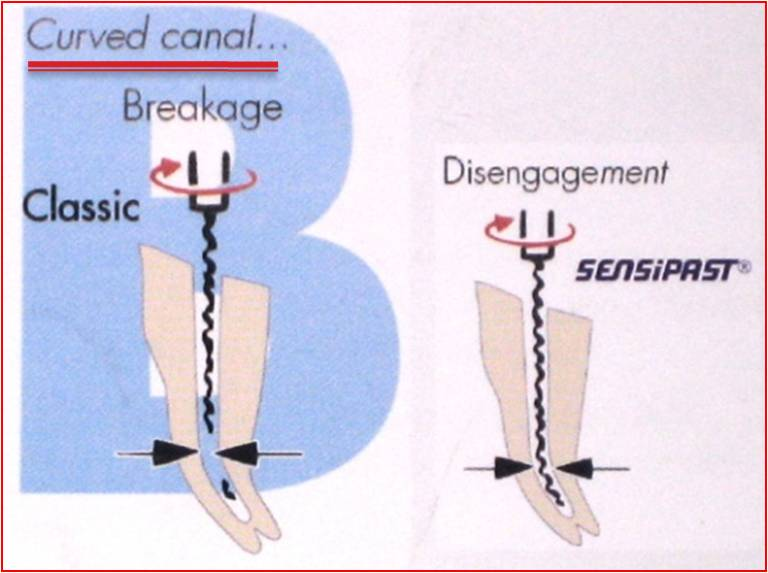 Curved canal...
Breakage
Classic
Disengagement
SENSiPAST®